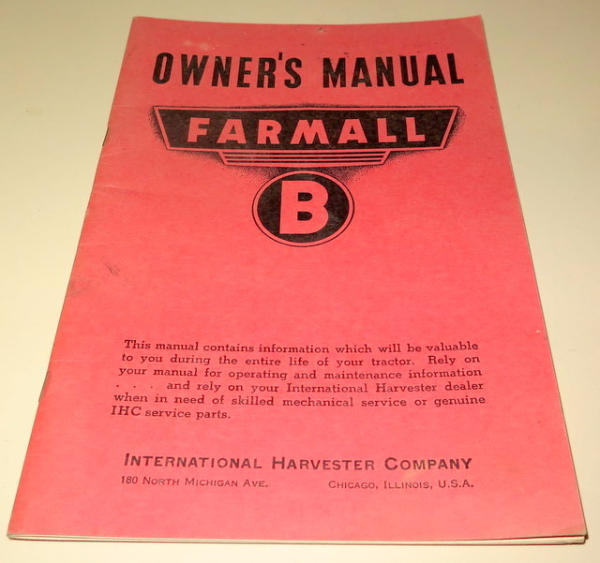 OWNER'S MANUAL
FARMALL
B
This manual contains information which will be valuable
to you during the entire life of your tractor. Rely on
your manual for operating and maintenance information
. . . and rely on your International Harvester dealer
when in need of skilled mechanical service or genuine
IHC service parts.
INTERNATIONAL HARVESTER COMPANY
180 NORTH MICHIGAN AVE. CHICAGO, ILLINOIS, U.S.A.